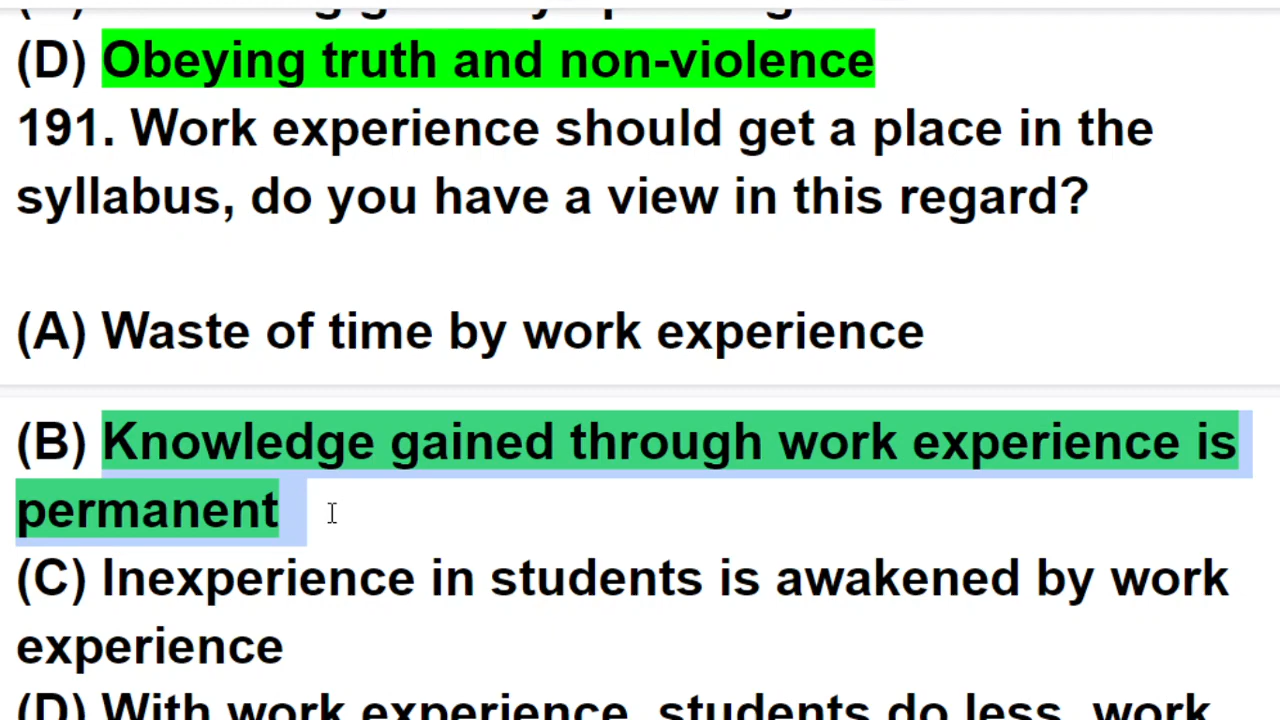 (D) Obeying truth and non-violence
191. Work experience should get a place in the
syllabus, do you have a view in this regard?
(A) Waste of time by work experience
(B) Knowledge gained through work experience is
permanent
(C) Inexperience in students is awakened by work
experience
(D) With work experience, students do less, work